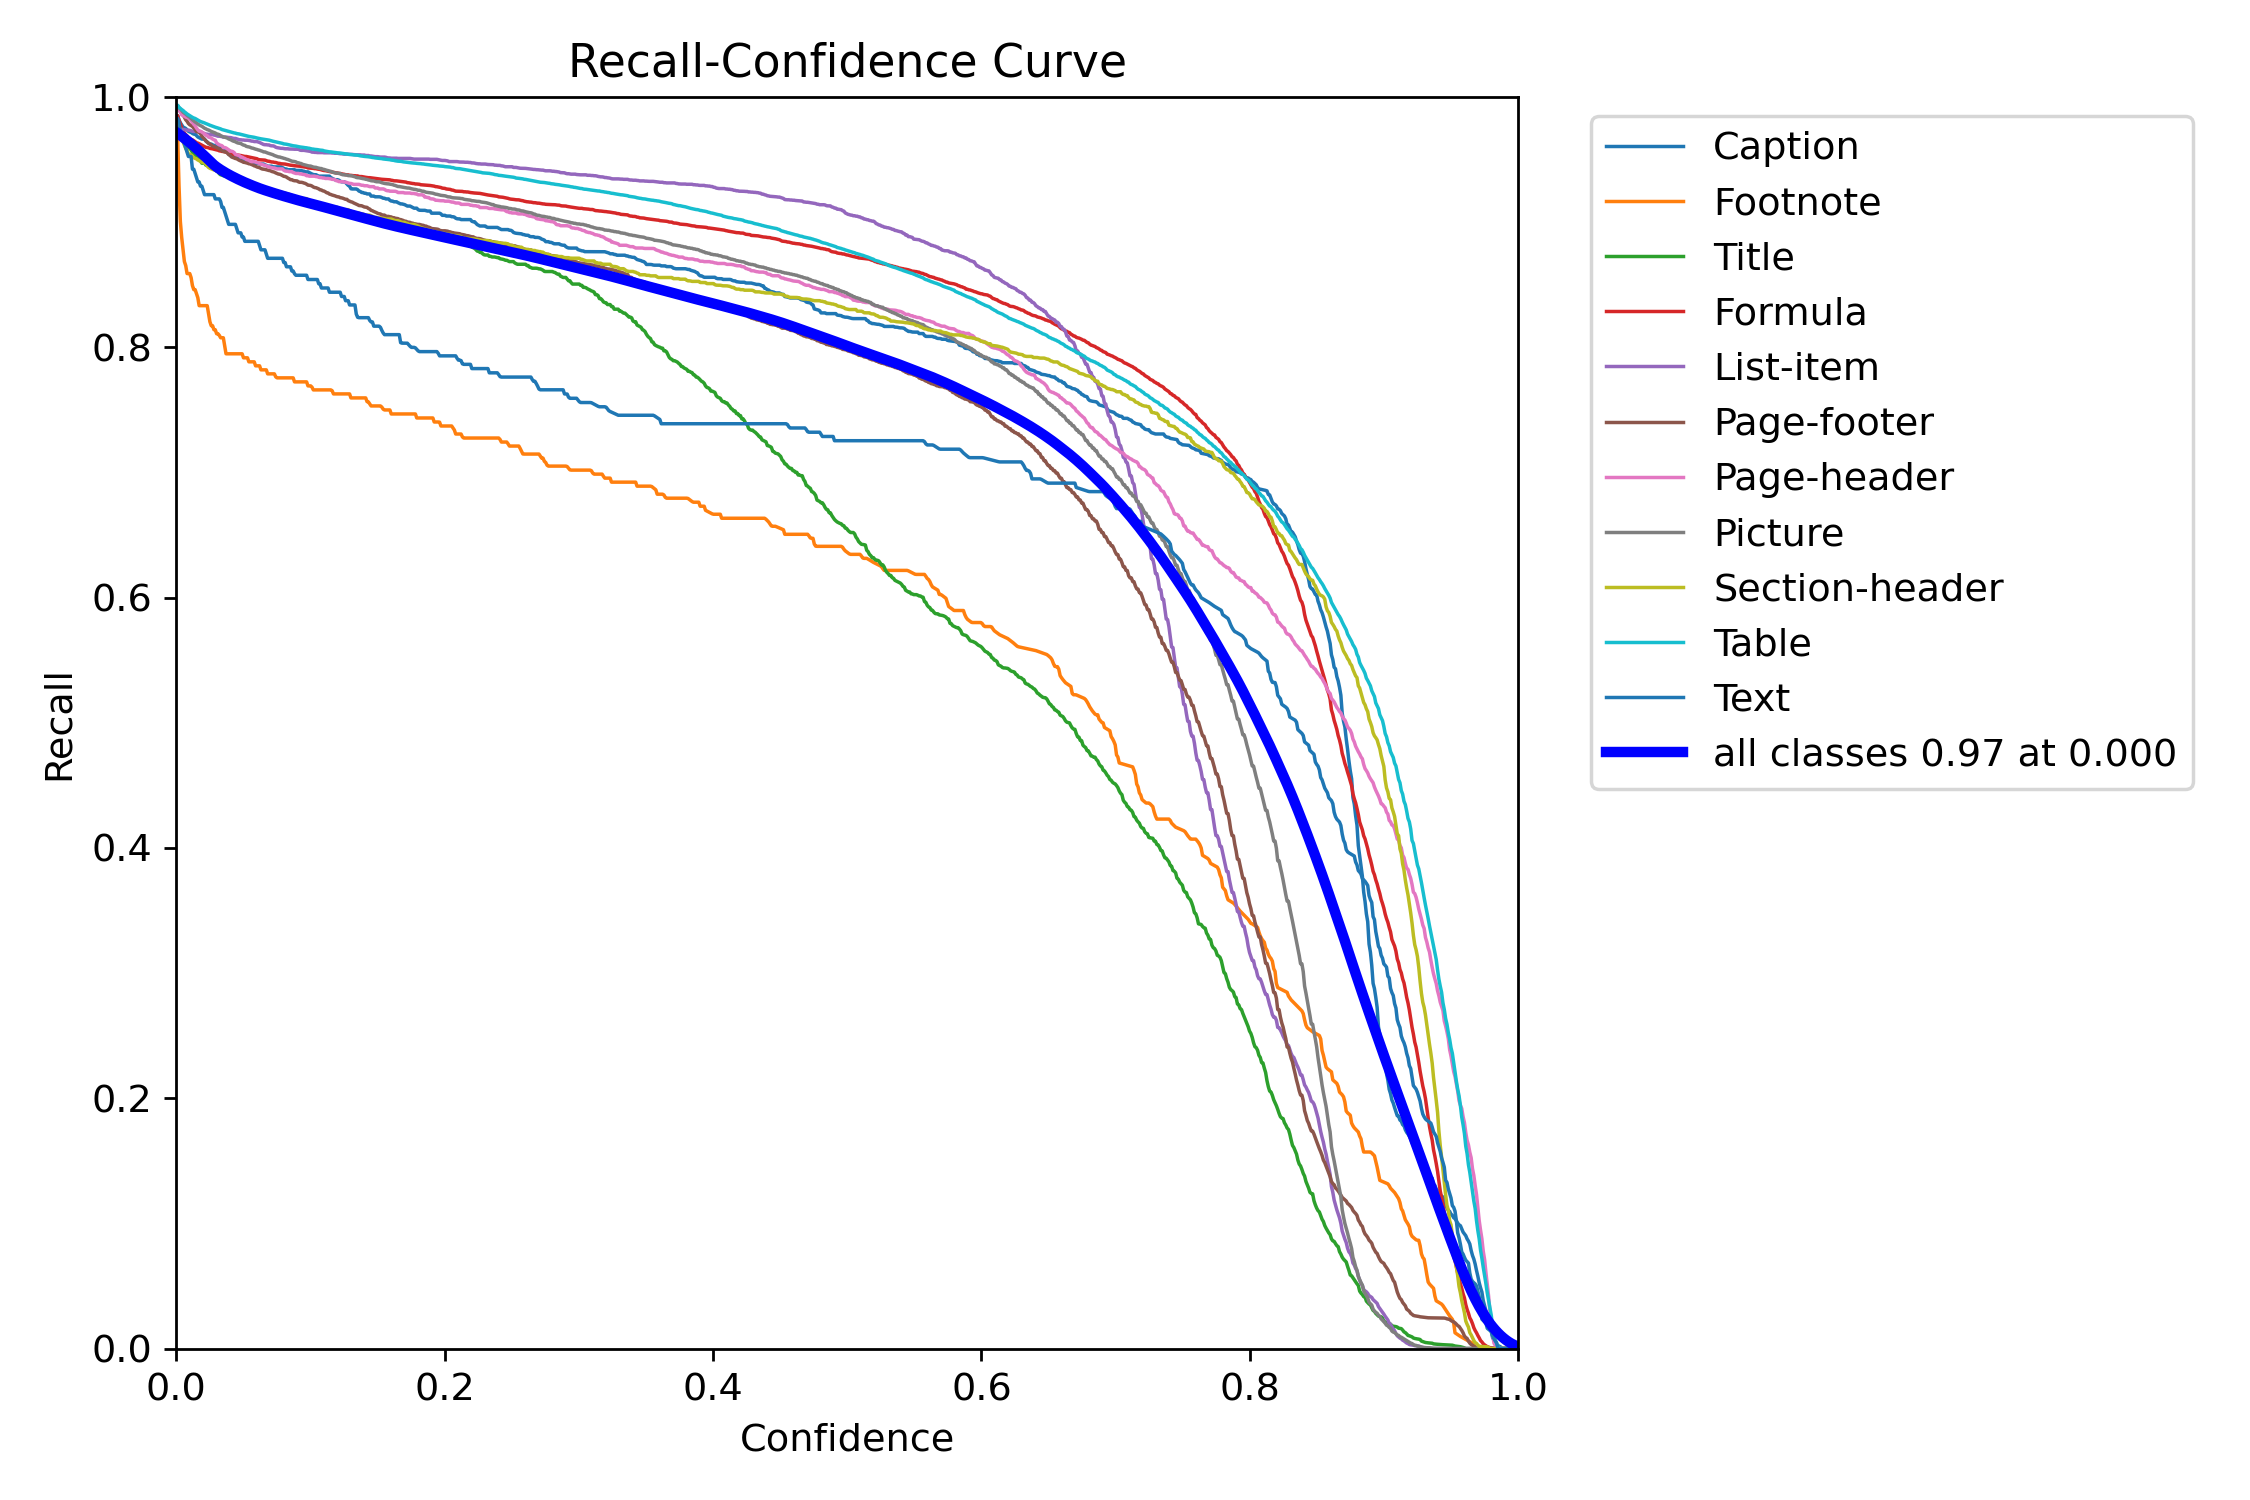 Recall-Confidence Curve
1.0
0.8
0.6
0.4
0.2
0.0
Recall
0.0 0.2 0.4 0.6 0.8 1.0
Confidence
Caption
Footnote
Title
Formula
List-item
Page-footer
Page-header
Picture
Section-header
Table
Text
all classes 0.97 at 0.000